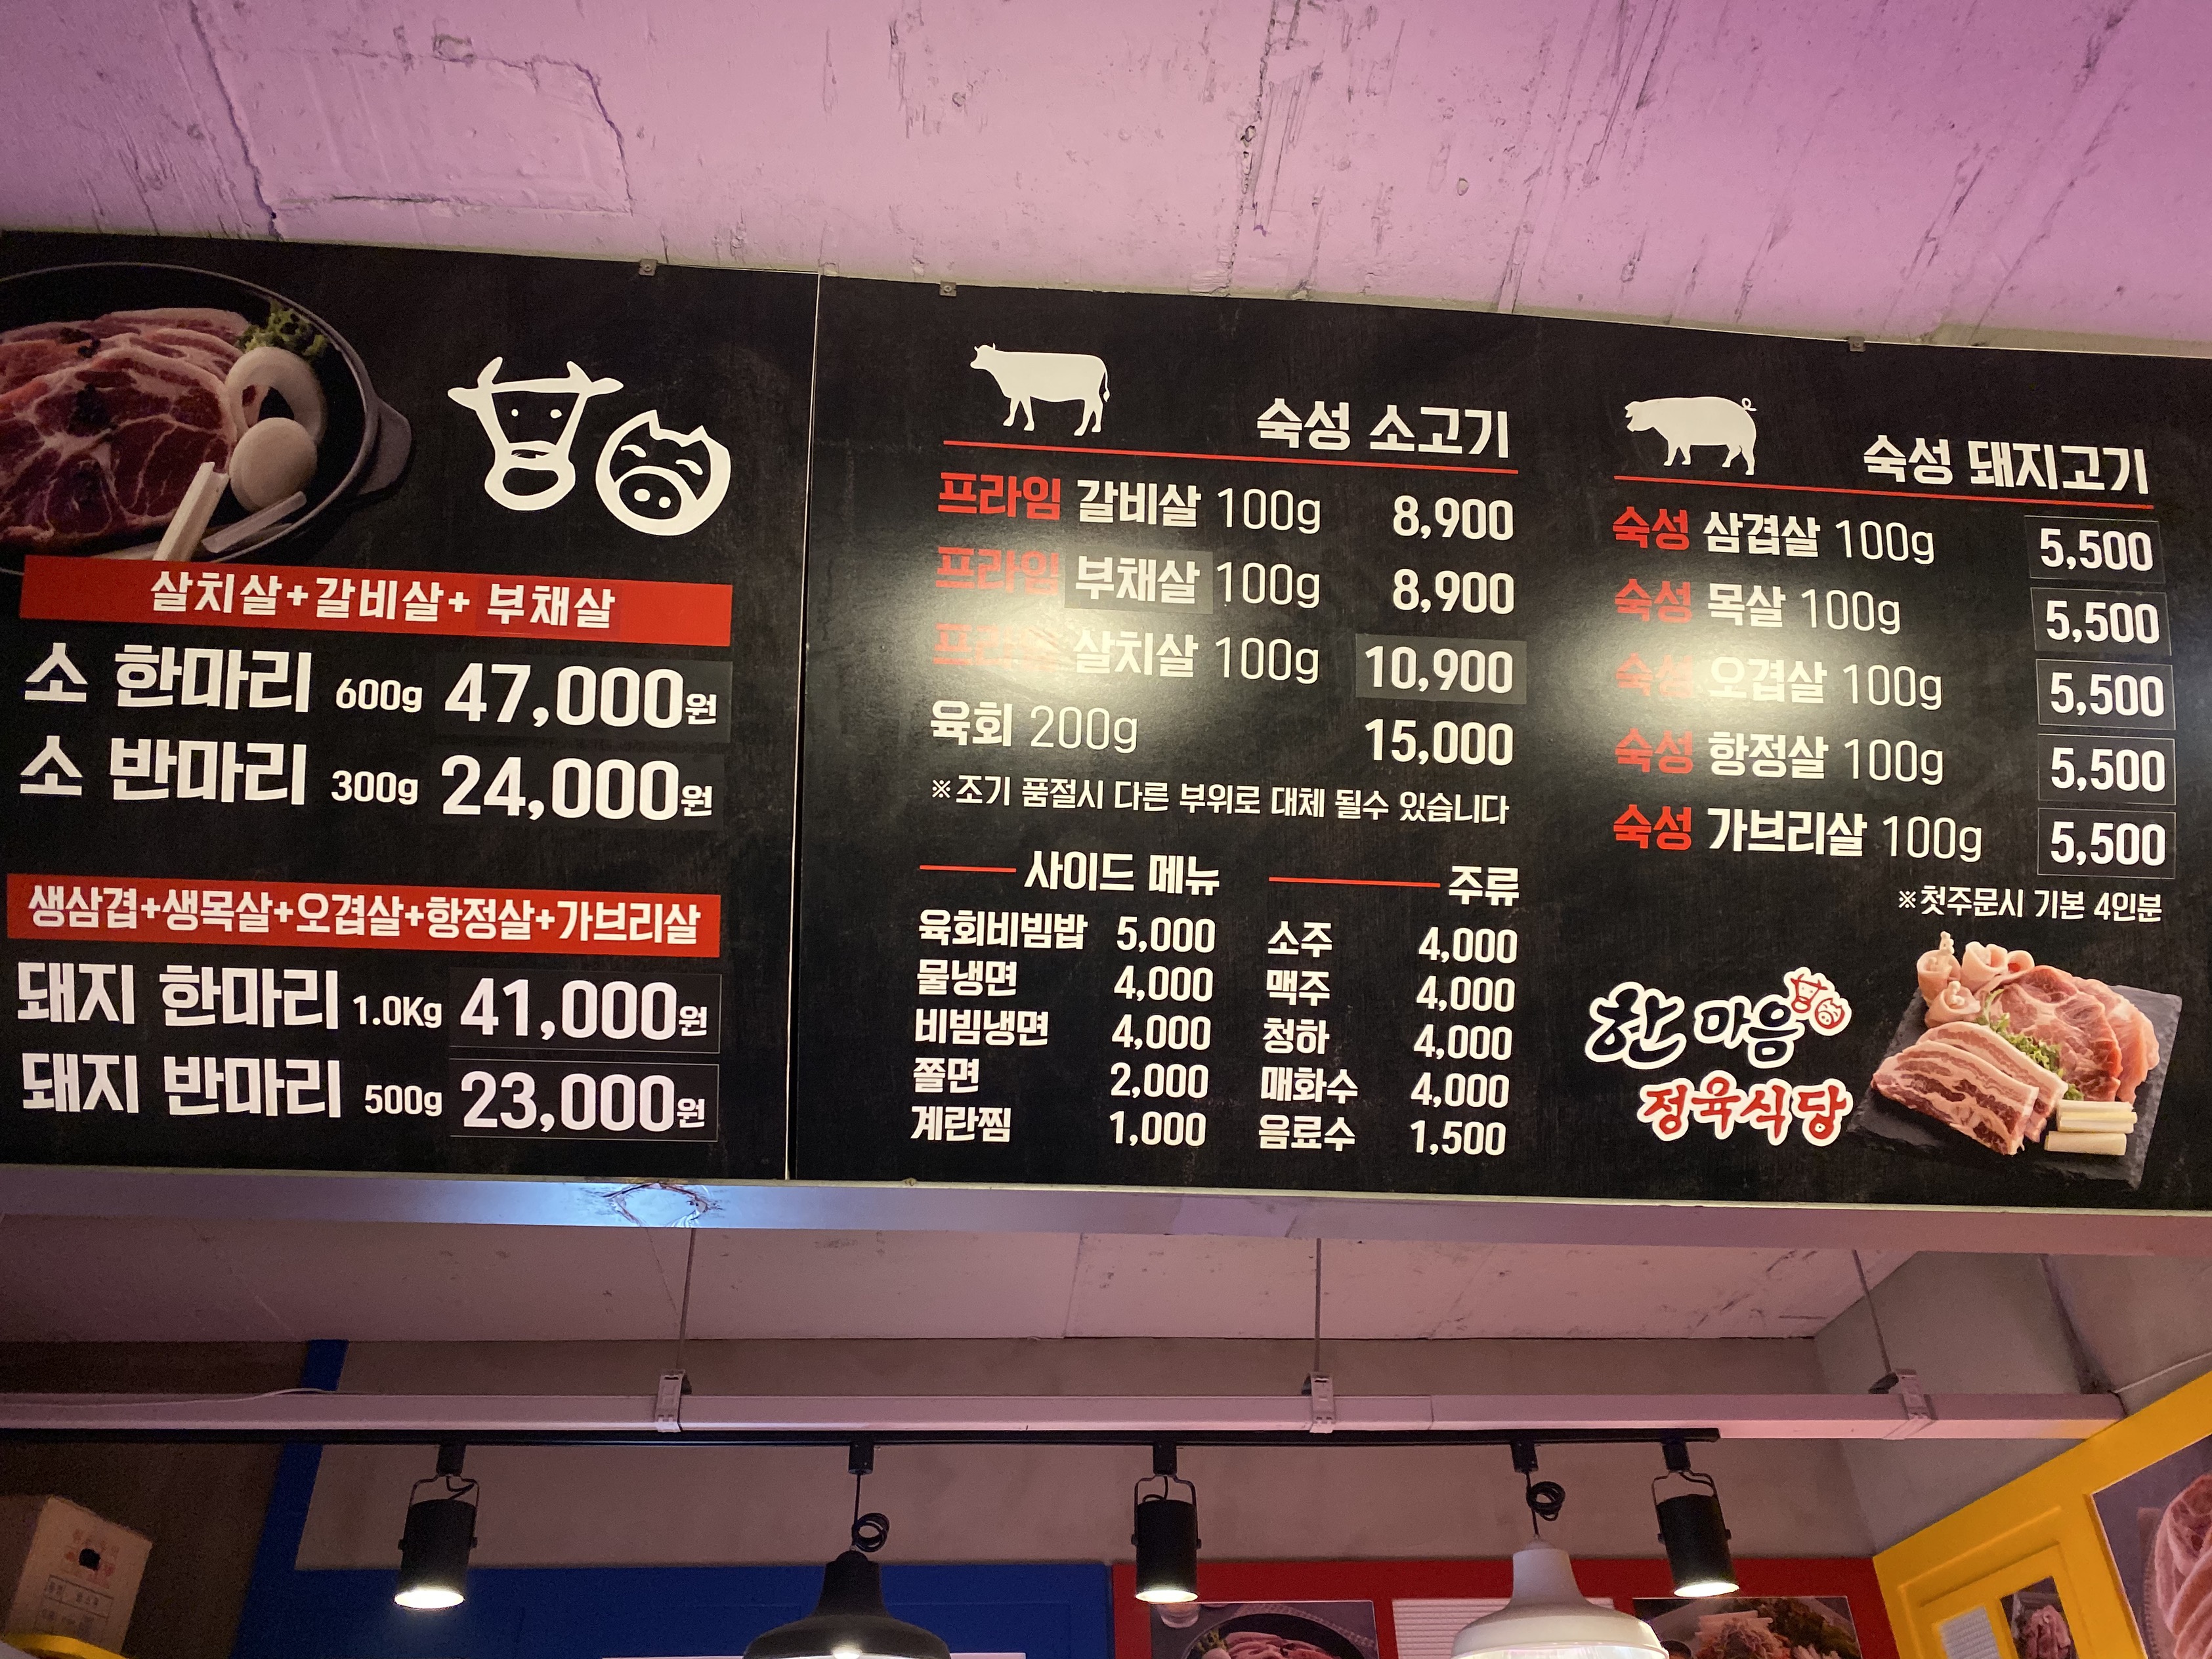 살치살+갈비살+ 부채살
소 한마리 600g 47,000원
소 반마리 300g 24,000원
생삼겹+생목살+오겹살+항정살+가브리살
돼지 한마리 1.0Kg 41,000원
돼지 반마리 500g 23,000원
숙성 소고기
프라임 갈비살 100g 8,900
프라임 부채살 100g 8,900
프라임 살치살 100g 10,900
육회 200g 15,000
※조기 품절시 다른 부위로 대체 될수 있습니다
사이드 메뉴
육회비빔밥 5,000
물냉면 4,000
비빔냉면 4,000
쫄면 2,000
계란찜 1,000
주류
소주 4,000
맥주 4,000
청하 4,000
매화수 4,000
음료수 1,500
숙성 돼지고기
숙성 삼겹살 100g 5,500
숙성 목살 100g 5,500
숙성 오겹살 100g 5,500
숙성 항정살 100g 5,500
숙성 가브리살 100g 5,500
※첫주문시 기본 4인분
한마음
정육식당